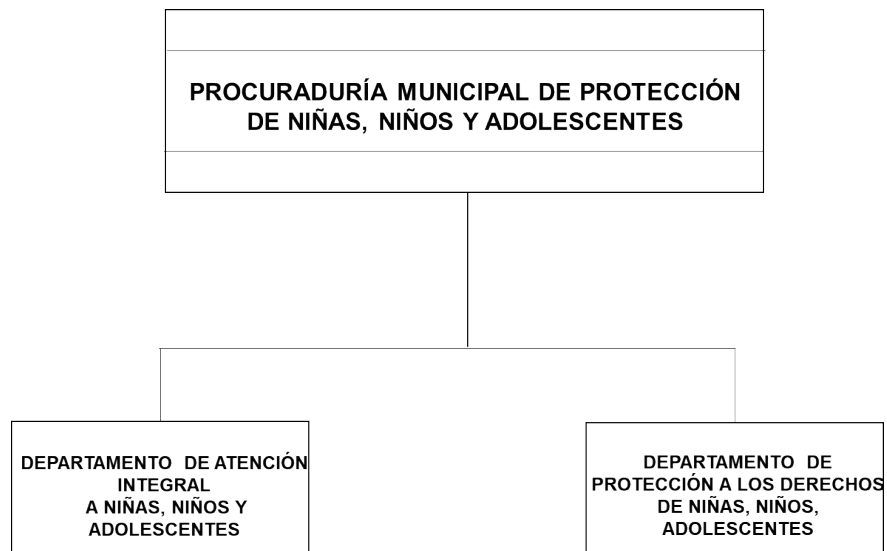 PROCURADURÍA MUNICIPAL DE PROTECCIÓN
DE NIÑAS, NIÑOS Y ADOLESCENTES
DEPARTAMENTO DE ATENCIÓN
INTEGRAL
A NIÑAS, NIÑOS Y
ADOLESCENTES
DEPARTAMENTO DE
PROTECCIÓN A LOS DERECHOS
DE NIÑAS, NIÑOS,
ADOLESCENTES